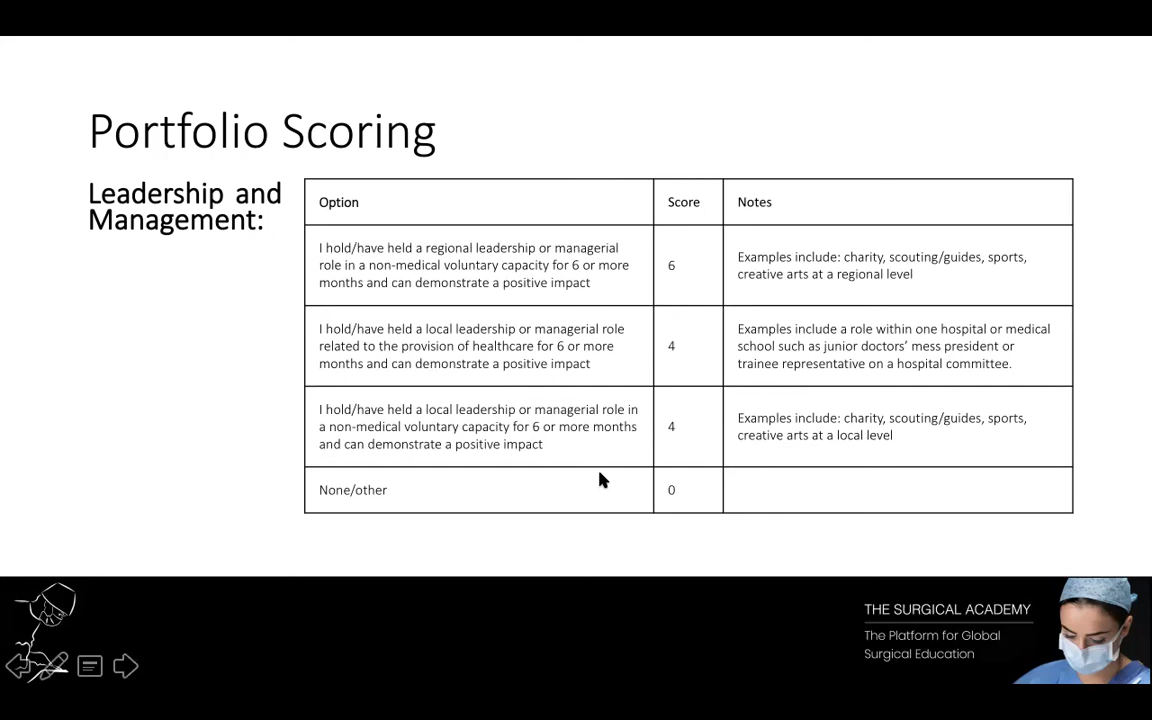 Portfolio Scoring
Leadership and
Management:
Option
Score
Notes
I hold/have held a regional leadership or managerial
role in a non-medical voluntary capacity for 6 or more
months and can demonstrate a positive impact
6
Examples include: charity, scouting/guides, sports,
creative arts at a regional level
I hold/have held a local leadership or managerial role
related to the provision of healthcare for 6 or more
months and can demonstrate a positive impact
4
Examples include a role within one hospital or medical
school such as junior doctors’ mess president or
trainee representative on a hospital committee.
I hold/have held a local leadership or managerial role in
a non-medical voluntary capacity for 6 or more months
and can demonstrate a positive impact
4
Examples include: charity, scouting/guides, sports,
creative arts at a local level
None/other
0
THE SURGICAL ACADEMY
The Platform for Global
Surgical Education